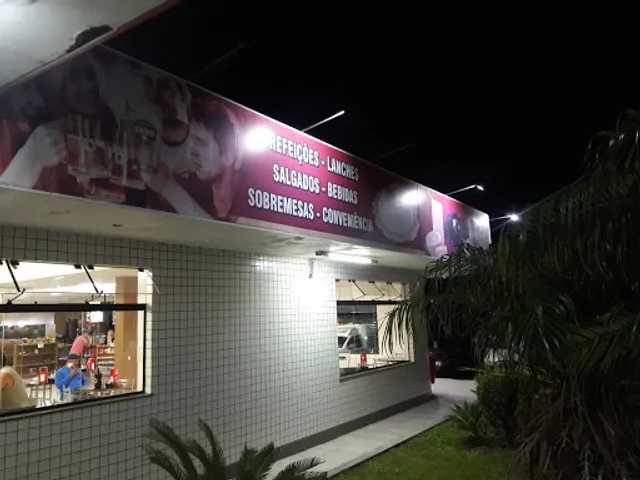 REFEIÇÕES - LANCHES
SALGADOS - BEBIDAS
SOBREMESAS - CONVENIÊNCIA